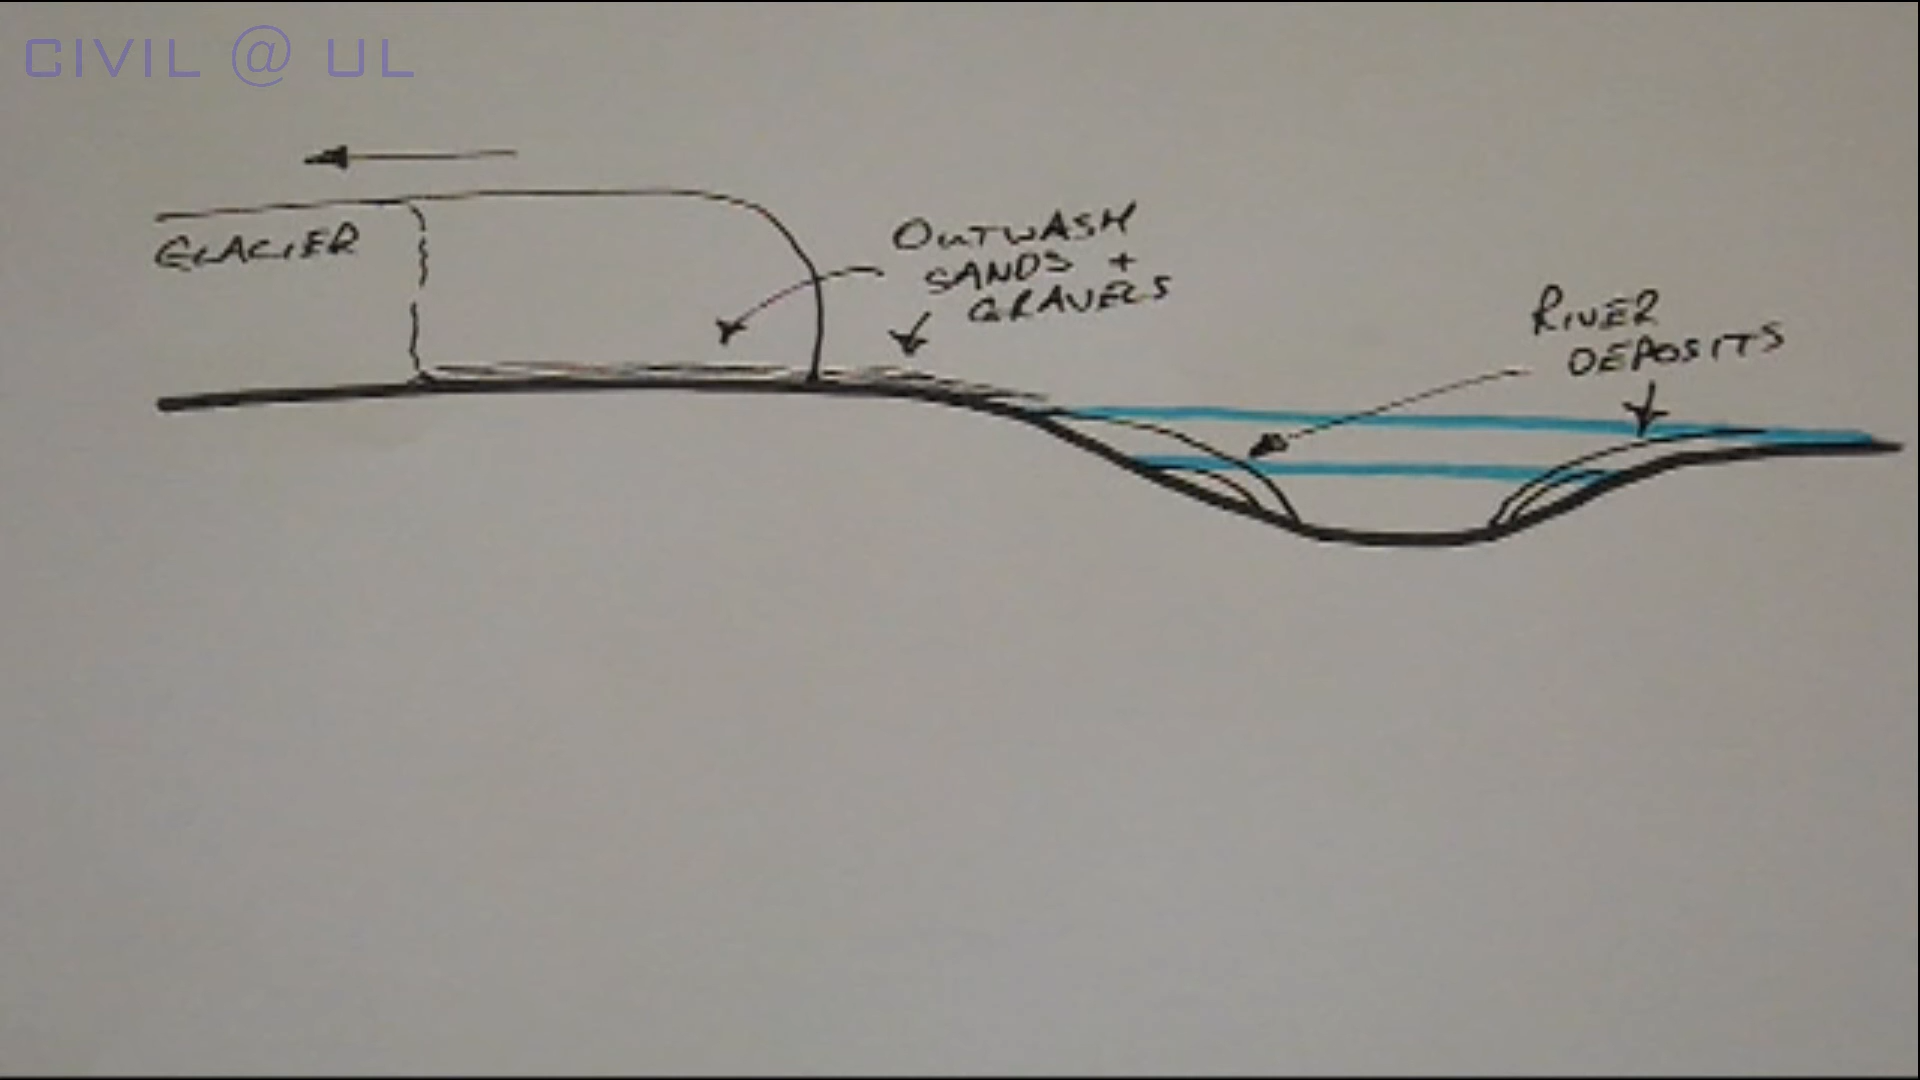 CIVIL @ UL
GLACIER
OUTWASH
SANDS +
GRAVELS
RIVER
DEPOSITS